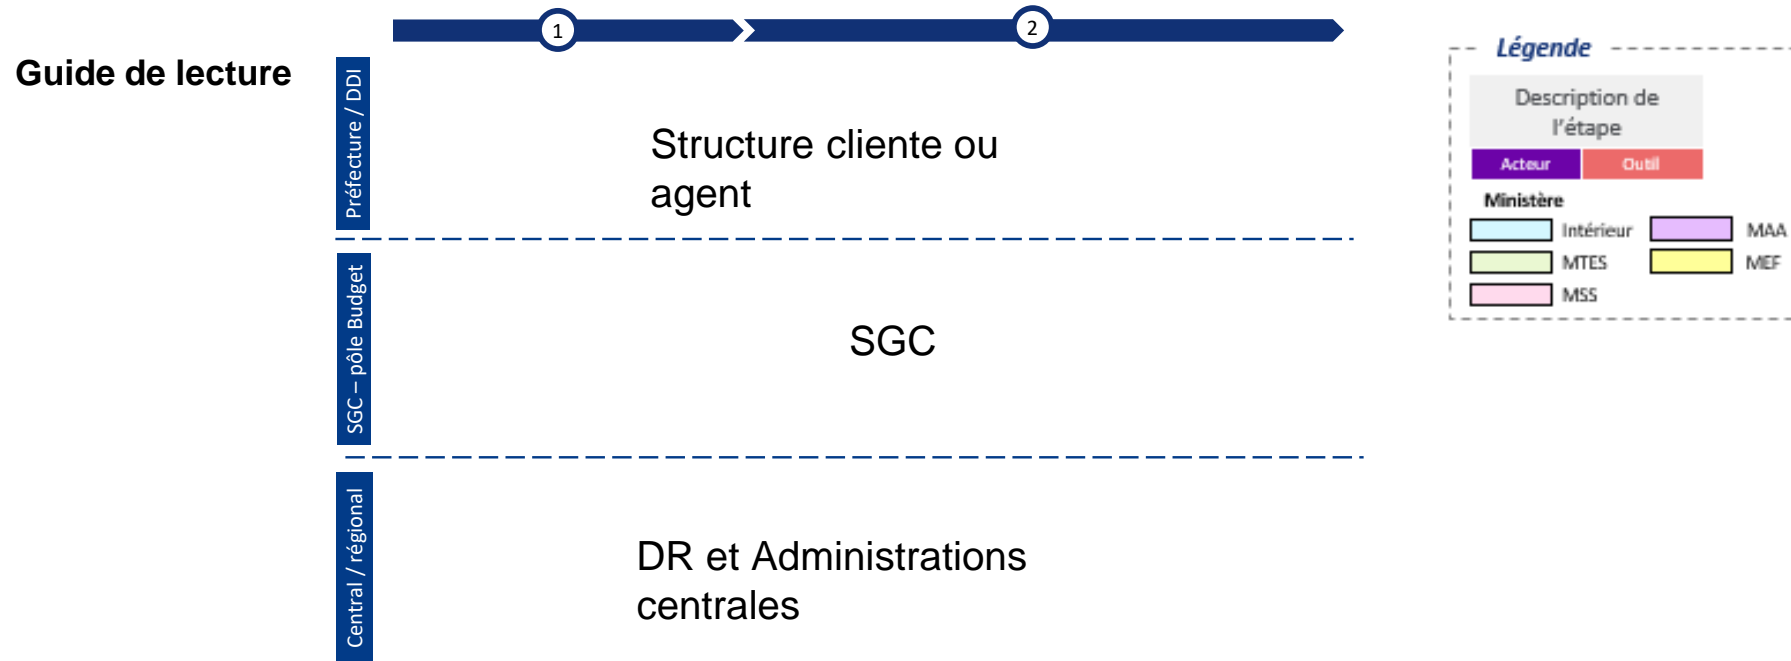 1
2
Guide de lecture
Préfecture / DDI
Structure cliente ou
agent
SGC – pôle Budget
SGC
Central / régional
DR et Administrations
centrales
Légende
Description de
l'étape
Acteur
Outil
Ministère
Intérieur
MAA
MTES
MEF
MSS